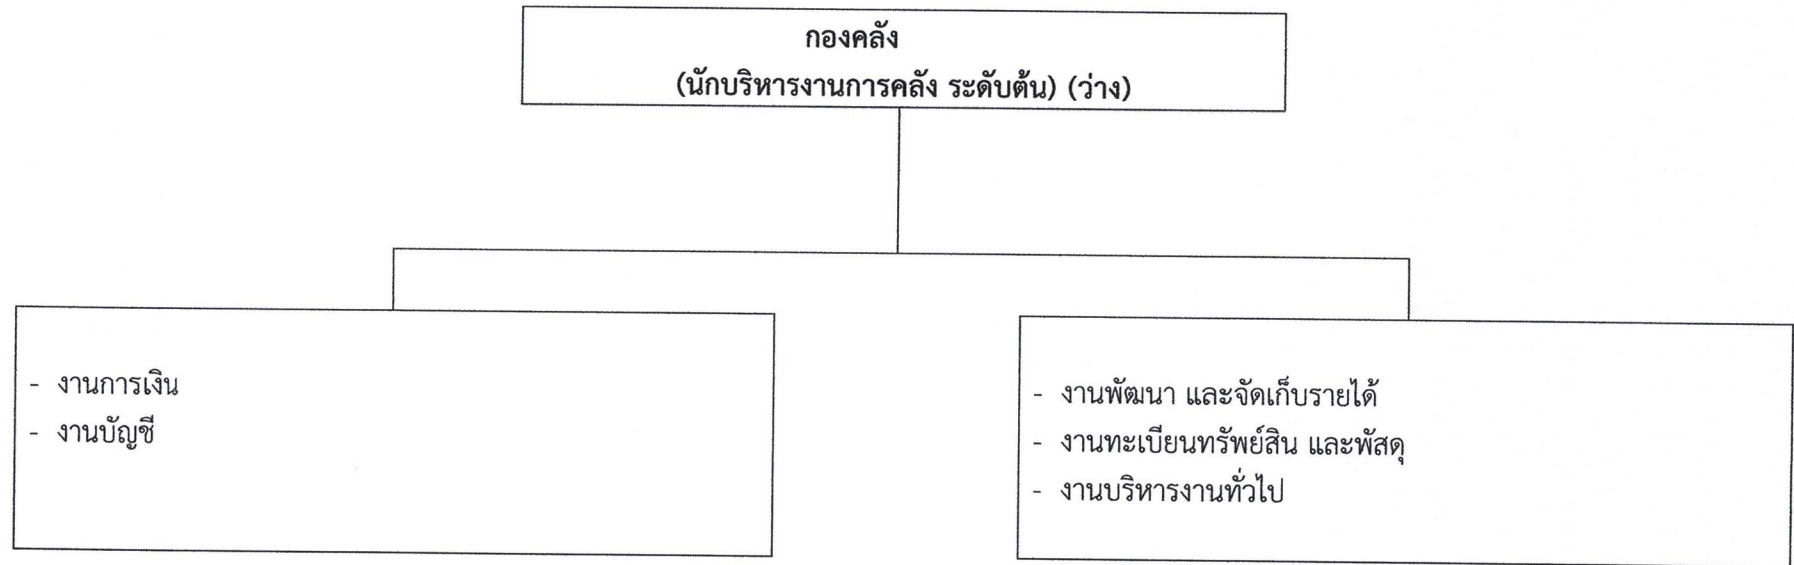 กองคลัง
(นักบริหารงานการคลัง ระดับต้น) (ว่าง)
- งานการเงิน
- งานบัญชี
- งานพัฒนา และจัดเก็บรายได้
- งานทะเบียนทรัพย์สิน และพัสดุ
- งานบริหารงานทั่วไป